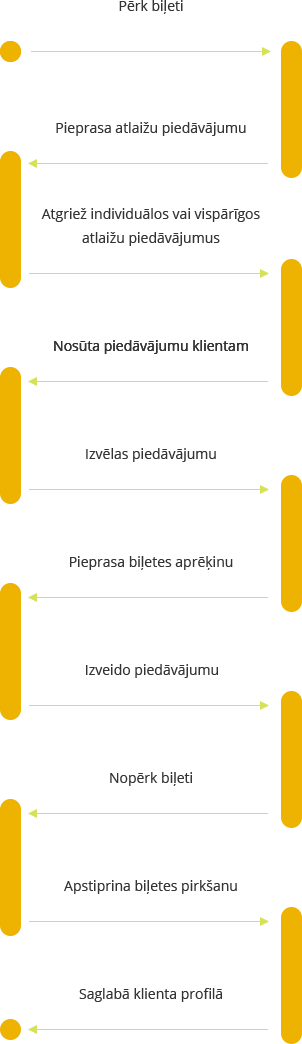 Pērk biļeti
Pieprasa atlaižu piedāvājumu
Atgriež individuālos vai vispārīgos
atlaižu piedāvājumus
Nosūta piedāvājumu klientam
Izvēlas piedāvājumu
Pieprasa biļetes aprēķinu
Izveido piedāvājumu
Nopērk biļeti
Apstiprina biļetes pirkšanu
Saglabā klienta profilā